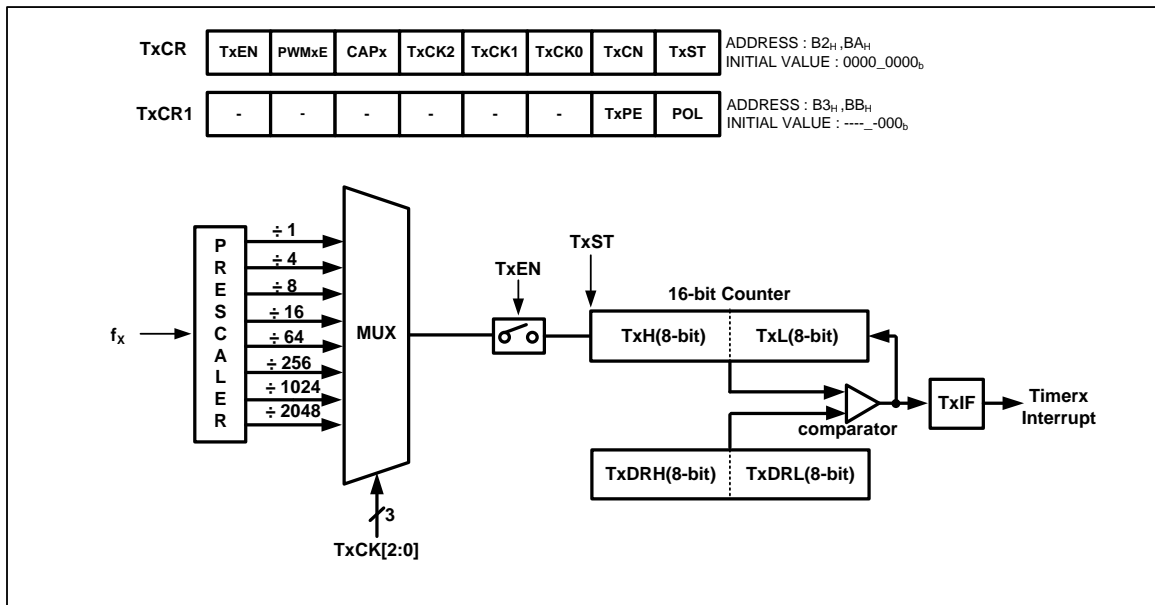 TxCR TxEN PWMxE CAPx TxCK2 TxCK1 TxCK0 TxCN TxST ADDRESS : B2H ,BAH
INITIAL VALUE : 0000_0000b
TxCR1 - - - - - - TxPE POL ADDRESS : B3H ,BBH
INITIAL VALUE : ----_-000b
fX
PRESCALER
÷ 1
÷ 4
÷ 8
÷ 16
÷ 64
÷ 256
÷ 1024
÷ 2048
MUX
3
TxCK[2:0]
TxEN
TxST
16-bit Counter
TxH(8-bit) TxL(8-bit)
comparator
TxDRH(8-bit) TxDRL(8-bit)
TxIF
Timerx
Interrupt